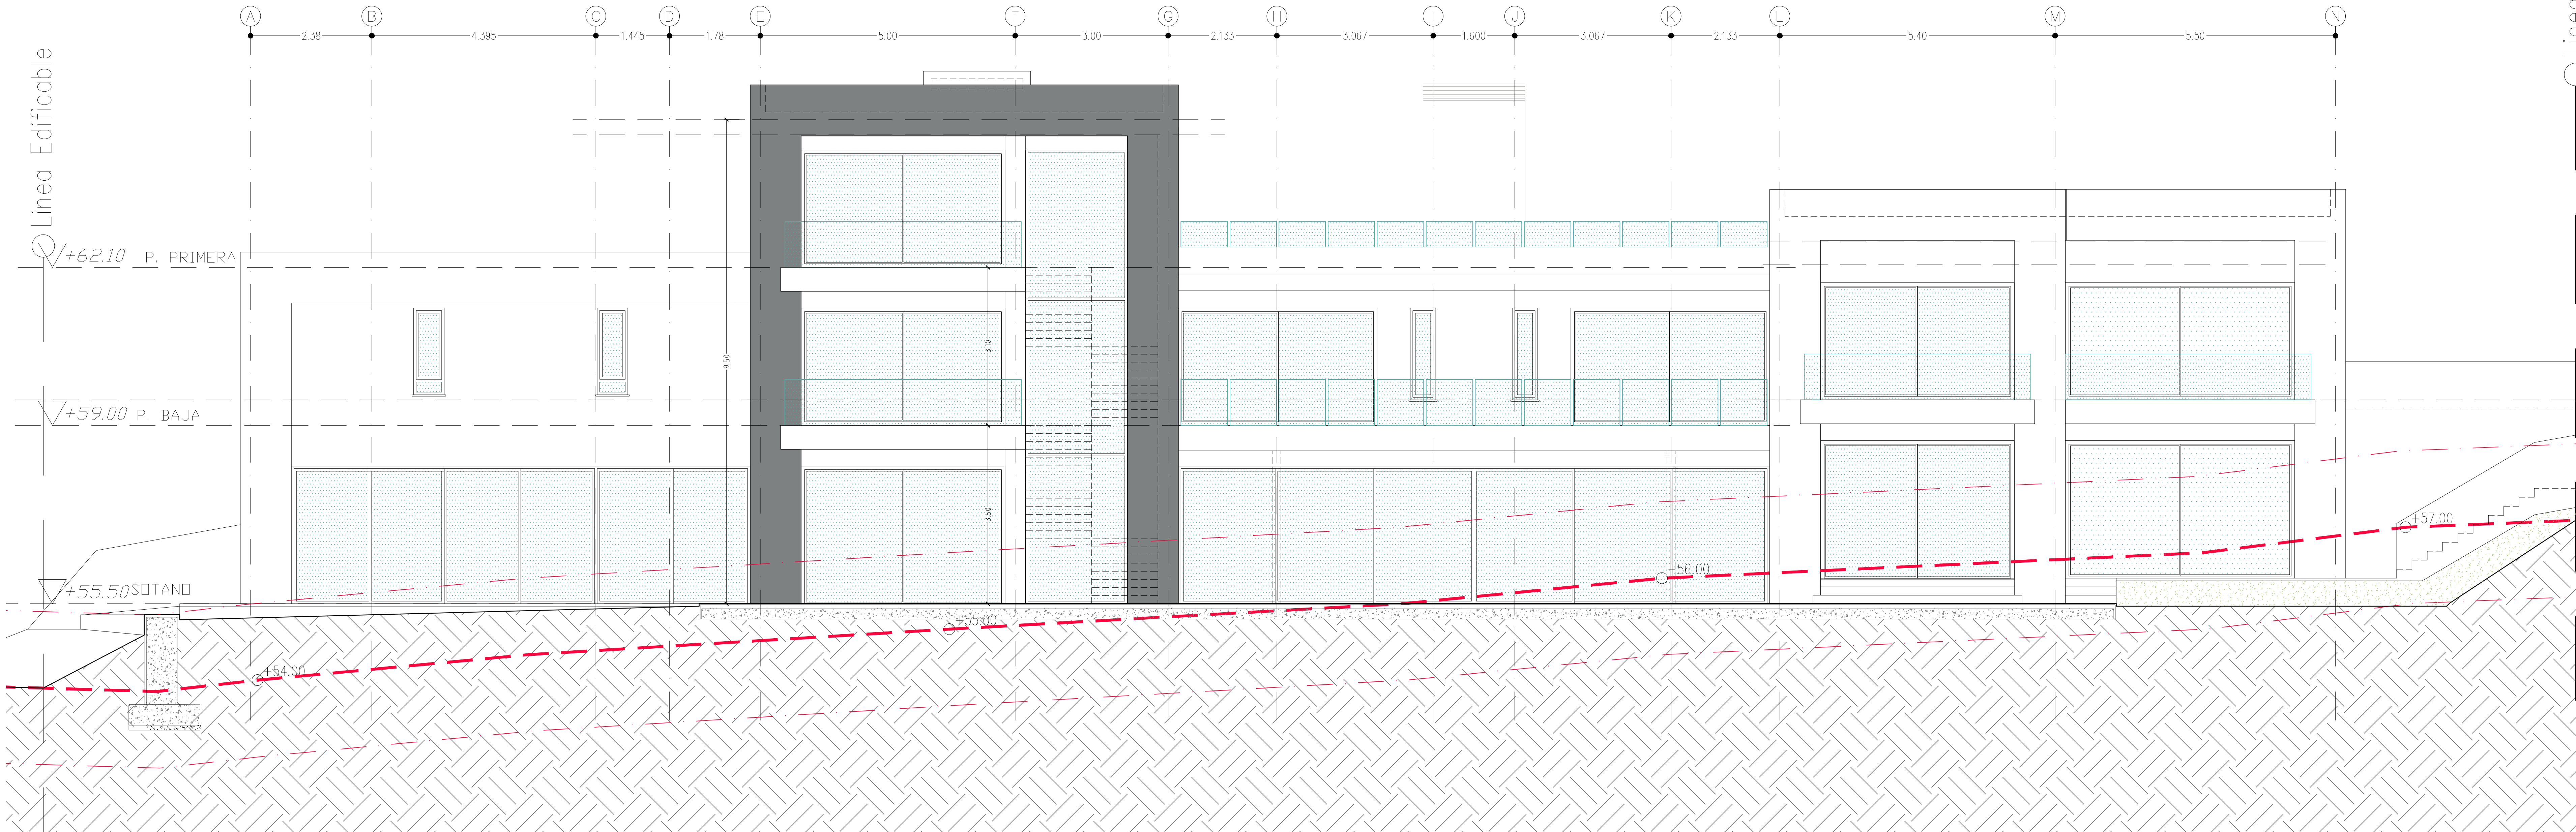 A B C D E F G H I J K L M N
2.38 4.395 1.445 1.78 5.00 3.00 2.133 3.067 1.600 3.067 2.133 5.40 5.50
Linea Edificable
+62.10 P. PRIMERA
9.50
3.10
+59.00 P. BAJA
3.50
+57.00
+56.00
+55.50 SOTANO
+55.00
+54.00